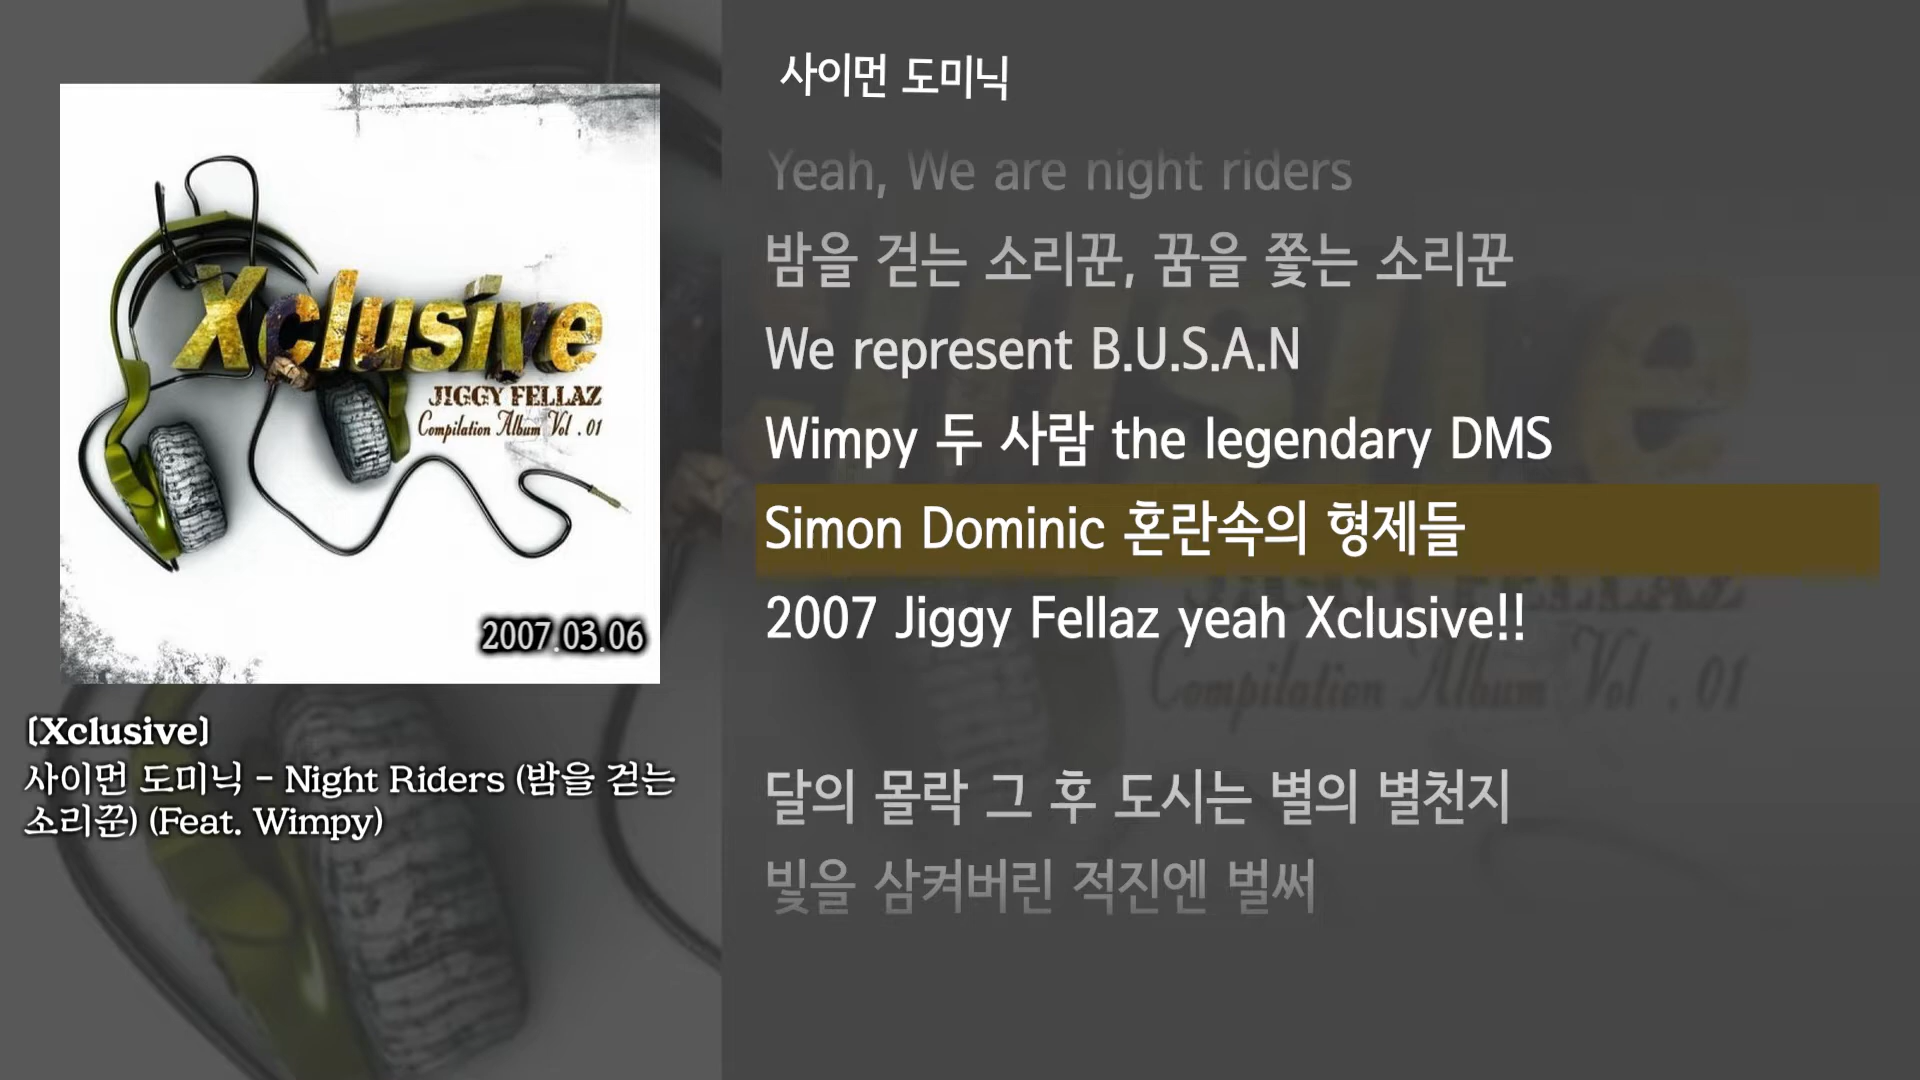 Xclusive
JIGGY FELLAZ
Compilation Album Vol . 01
2007.03.06
[Xclusive]
사이먼 도미닉 - Night Riders (밤을 걷는
소리꾼) (Feat. Wimpy)
사이먼 도미닉
Yeah, We are night riders
밤을 걷는 소리꾼, 꿈을 쫓는 소리꾼
We represent B.U.S.A.N
Wimpy 두 사람 the legendary DMS
Simon Dominic 혼란속의 형제들
2007 Jiggy Fellaz yeah Xclusive!!
달의 몰락 그 후 도시는 별의 별천지
빛을 삼켜버린 적진엔 벌써